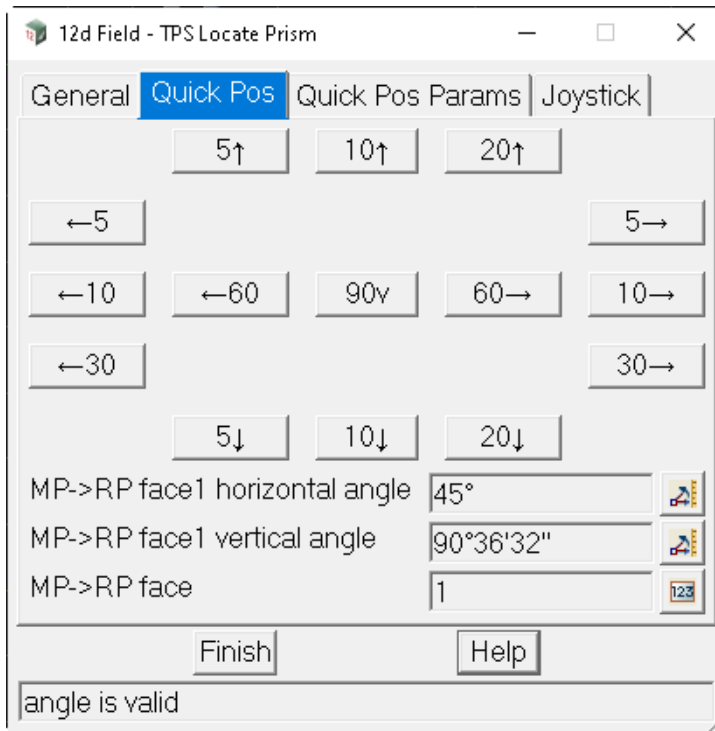 12d Field - TPS Locate Prism
General Quick Pos Quick Pos Params Joystick
5↑ 10↑ 20↑
←5 5→
←10 ←60 90v 60→ 10→
←30 30→
5↓ 10↓ 20↓
MP->RP face1 horizontal angle 45°
MP->RP face1 vertical angle 90°36'32"
MP->RP face 1 123
Finish Help
angle is valid